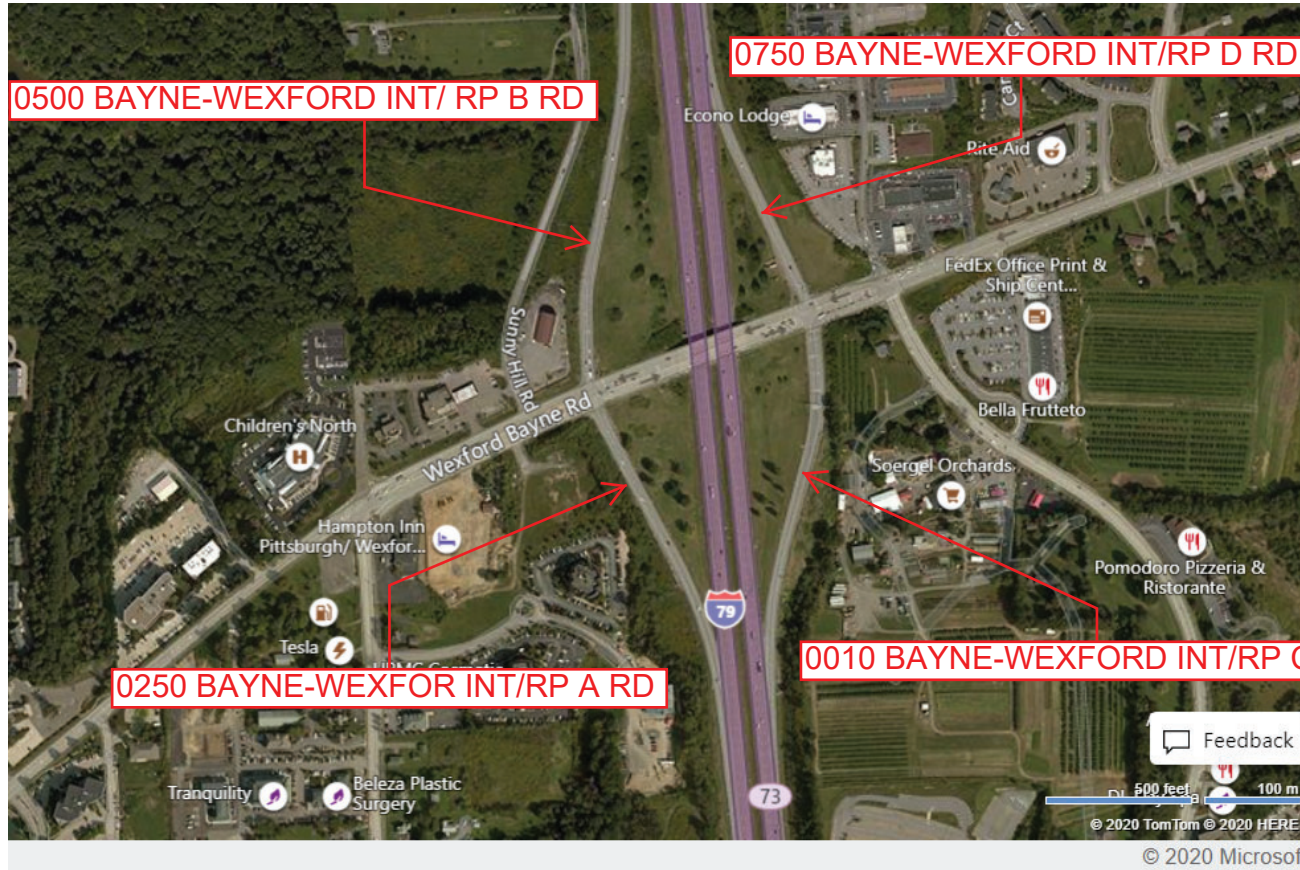 0750 BAYNE-WEXFORD INT/RP D RD
0500 BAYNE-WEXFORD INT/ RP B RD
Econo Lodge
Rite Aid
FedEx Office Print &
Ship Cent...
Sunny Hill Rd
Bella Frutteto
Children's North
Wexford Bayne Rd
Soergel Orchards
Hampton Inn
Pittsburgh/ Wexfor...
Pomodoro Pizzeria &
Ristorante
79
Tesla
0010 BAYNE-WEXFORD INT/RP
0250 BAYNE-WEXFOR INT/RP A RD
Feedback
Tranquility
Beleza Plastic
Surgery
73
500 feet
100 m
© 2020 TomTom © 2020 HERE
© 2020 Microsof